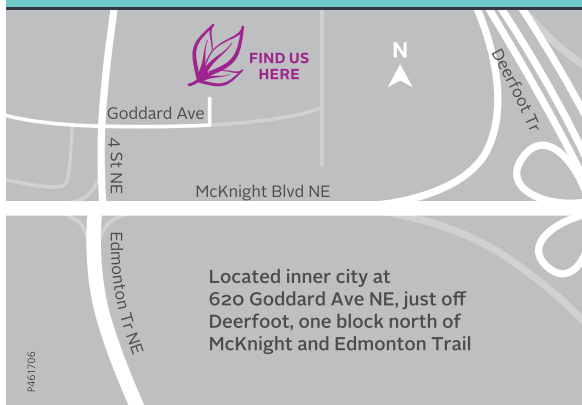 FIND US
HERE
N
Deerfoot Tr
Goddard Ave
4 St NE
McKnight Blvd NE
Edmonton Tr NE
Located inner city at
620 Goddard Ave NE, just off
Deerfoot, one block north of
McKnight and Edmonton Trail
P461706